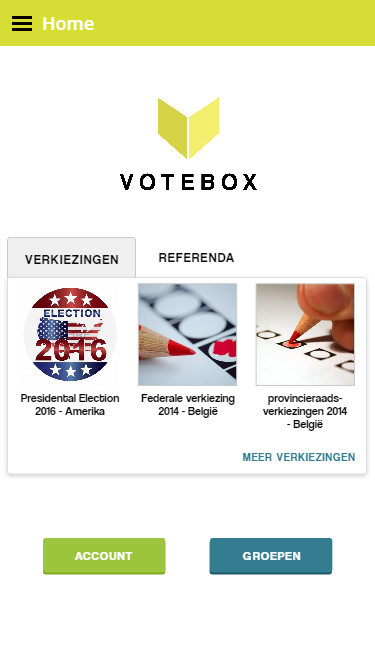 Home
VOTEBOX
VERKIEZINGEN
REFERENDA
ELECTION
2016
Presidental Election
2016 - Amerika
Federale verkiezing
2014 - België
provincieraads-
verkiezingen 2014
- België
MEER VERKIEZINGEN
ACCOUNT
GROEPEN